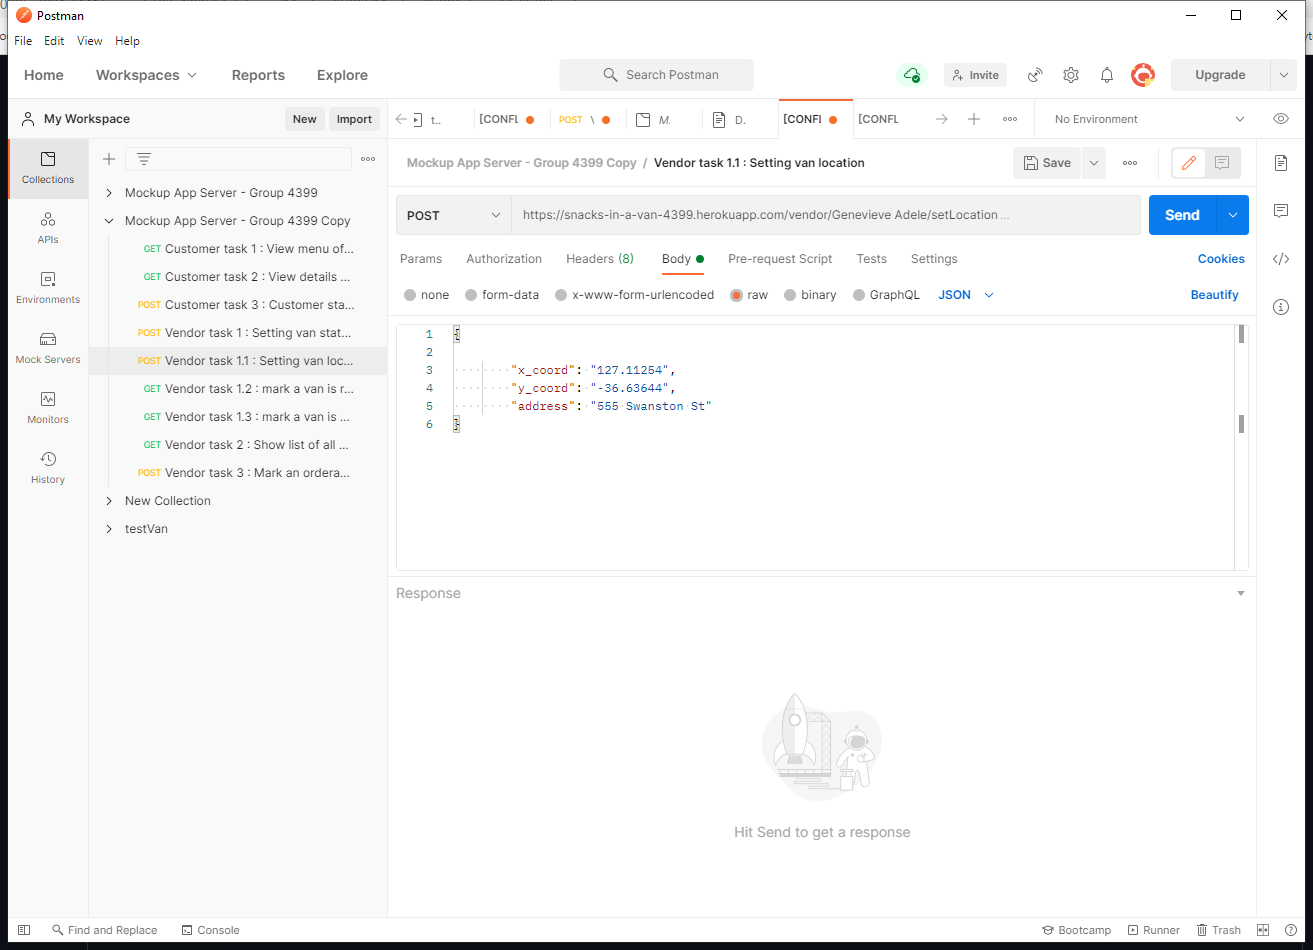 Postman
File Edit View Help
Home Workspaces Reports Explore Search Postman Invite Upgrade
My Workspace New Import
t.. [CONFL POST \ M. D. [CONFL [CONFL No Environment
Collections
APIs
Environments
Mock Servers
Monitors
History
Mockup App Server - Group 4399
Mockup App Server - Group 4399 Copy
GET Customer task 1 : View menu of...
GET Customer task 2 : View details ...
POST Customer task 3 : Customer sta...
POST Vendor task 1 : Setting van stat...
POST Vendor task 1.1 : Setting van loc...
GET Vendor task 1.2 : mark a van is r...
GET Vendor task 1.3 : mark a van is ...
GET Vendor task 2 : Show list of all ...
POST Vendor task 3 : Mark an ordera...
New Collection
testVan
Mockup App Server - Group 4399 Copy / Vendor task 1.1 : Setting van location Save
POST https://snacks-in-a-van-4399.herokuapp.com/vendor/Genevieve Adele/setLocation ... Send
Params Authorization Headers (8) Body Pre-request Script Tests Settings Cookies
none form-data x-www-form-urlencoded raw binary GraphQL JSON Beautify
1 {
2
3 "x_coord": "127.11254",
4 "y_coord": "-36.63644",
5 "address": "555 Swanston St"
6 }
Response
Hit Send to get a response
Find and Replace Console Bootcamp Runner Trash